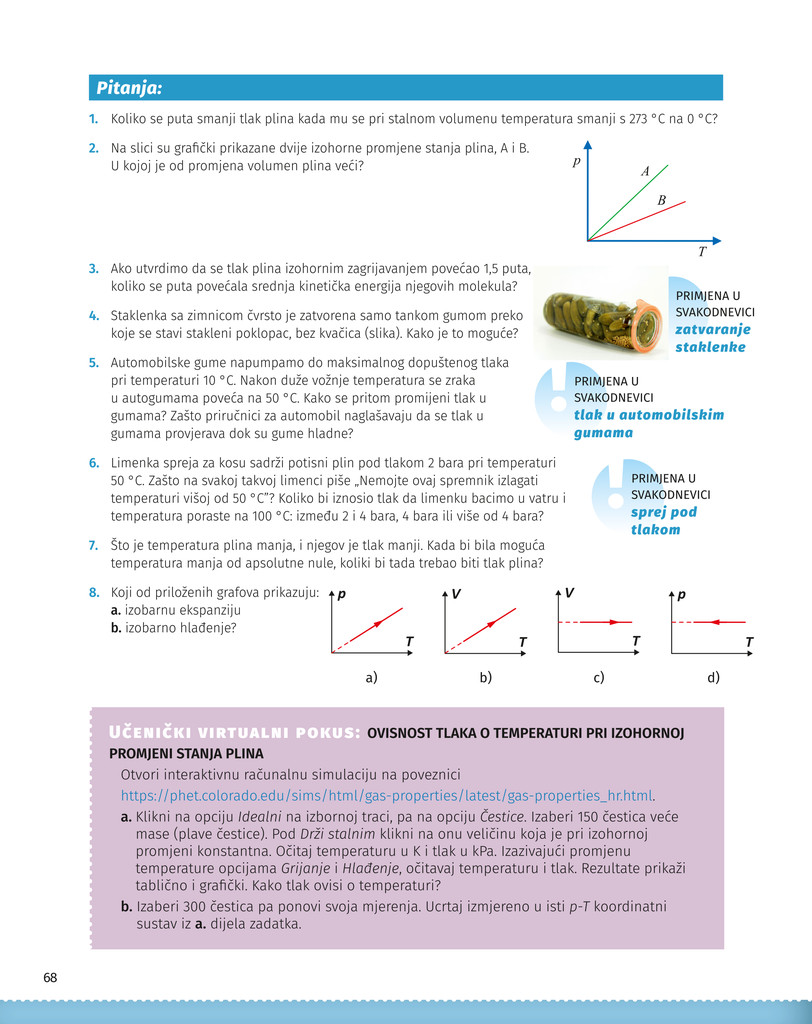 Pitanja:
1. Koliko se puta smanji tlak plina kada mu se pri stalnom volumenu temperatura smanji s 273 °C na 0 °C?
2. Na slici su grafički prikazane dvije izohorne promjene stanja plina, A i B.
U kojoj je od promjena volumen plina veći?
p
A
B
T
3. Ako utvrdimo da se tlak plina izohornim zagrijavanjem povećao 1,5 puta,
koliko se puta povećala srednja kinetička energija njegovih molekula?
4. Staklenka sa zimnicom čvrsto je zatvorena samo tankom gumom preko
koje se stavi stakleni poklopac, bez kvačica (slika). Kako je to moguće?
PRIMJENA U
SVAKODNEVICI
zatvaranje
staklenke
5. Automobilske gume napumpamo do maksimalnog dopuštenog tlaka
pri temperaturi 10 °C. Nakon duže vožnje temperatura se zraka
u autogumama poveća na 50 °C. Kako se pritom promijeni tlak u
gumama? Zašto priručnici za automobil naglašavaju da se tlak u
gumama provjerava dok su gume hladne?
PRIMJENA U
SVAKODNEVICI
tlak u automobilskim
gumama
6. Limenka spreja za kosu sadrži potisni plin pod tlakom 2 bara pri temperaturi
50 °C. Zašto na svakoj takvoj limenci piše „Nemojte ovaj spremnik izlagati
temperaturi višoj od 50 °C”? Koliko bi iznosio tlak da limenku bacimo u vatru i
temperatura poraste na 100 °C: između 2 i 4 bara, 4 bara ili više od 4 bara?
PRIMJENA U
SVAKODNEVICI
sprej pod
tlakom
7. Što je temperatura plina manja, i njegov je tlak manji. Kada bi bila moguća
temperatura manja od apsolutne nule, koliki bi tada trebao biti tlak plina?
8. Koji od priloženih grafova prikazuju:
a. izobarnu ekspanziju
b. izobarno hlađenje?
p
T
a)
V
T
b)
V
T
c)
p
T
d)
UČENIČKI VIRTUALNI POKUS: OVISNOST TLAKA O TEMPERATURI PRI IZOHORNOJ
PROMJENI STANJA PLINA
Otvori interaktivnu računalnu simulaciju na poveznici
https://phet.colorado.edu/sims/html/gas-properties/latest/gas-properties_hr.html.
a. Klikni na opciju Idealni na izbornoj traci, pa na opciju Čestice. Izaberi 150 čestica veće
mase (plave čestice). Pod Drži stalnim klikni na onu veličinu koja je pri izohornoj
promjeni konstantna. Očitaj temperaturu u K i tlak u kPa. Izazivajući promjenu
temperature opcijama Grijanje i Hlađenje, očitavaj temperaturu i tlak. Rezultate prikaži
tablično i grafički. Kako tlak ovisi o temperaturi?
b. Izaberi 300 čestica pa ponovi svoja mjerenja. Ucrtaj izmjereno u isti p-T koordinatni
sustav iz a. dijela zadatka.
68